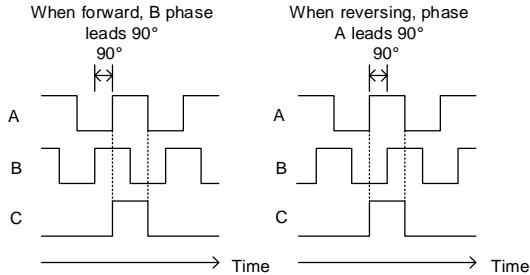 When forward, B phase
leads 90°
90°
A
B
C
Time
When reversing, phase
A leads 90°
90°
A
B
C
Time